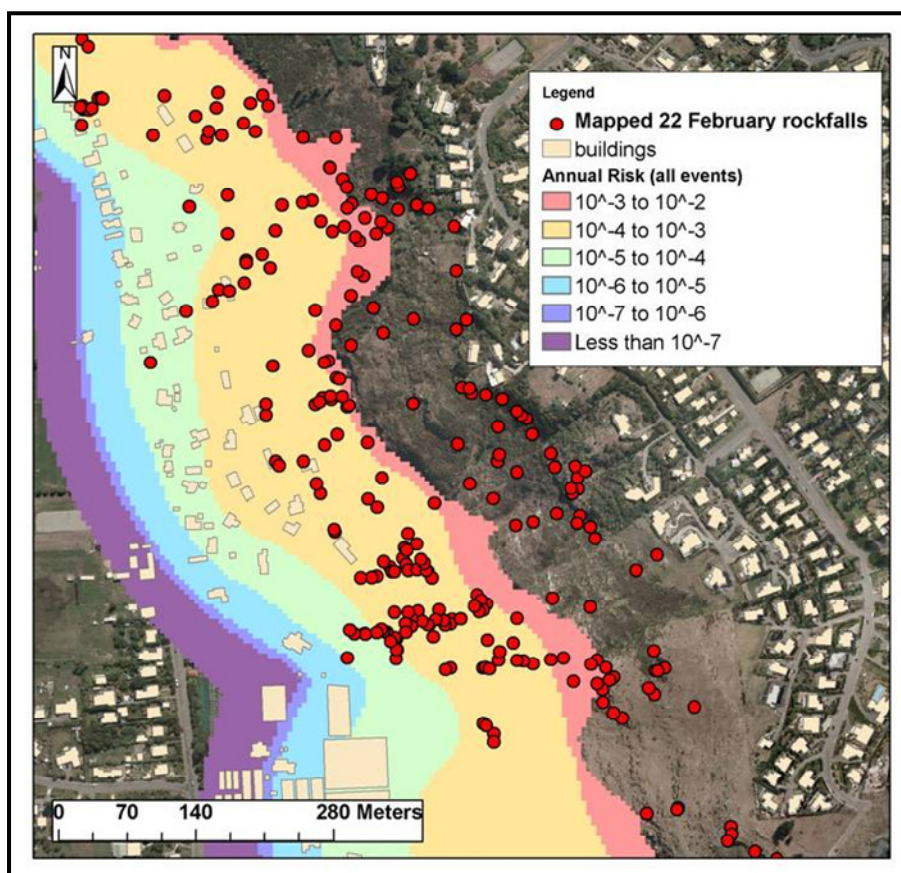 N
Legend
Mapped 22 February rockfalls
buildings
Annual Risk (all events)
10^-3 to 10^-2
10^-4 to 10^-3
10^-5 to 10^-4
10^-6 to 10^-5
10^-7 to 10^-6
Less than 10^-7
0 70 140 280 Meters